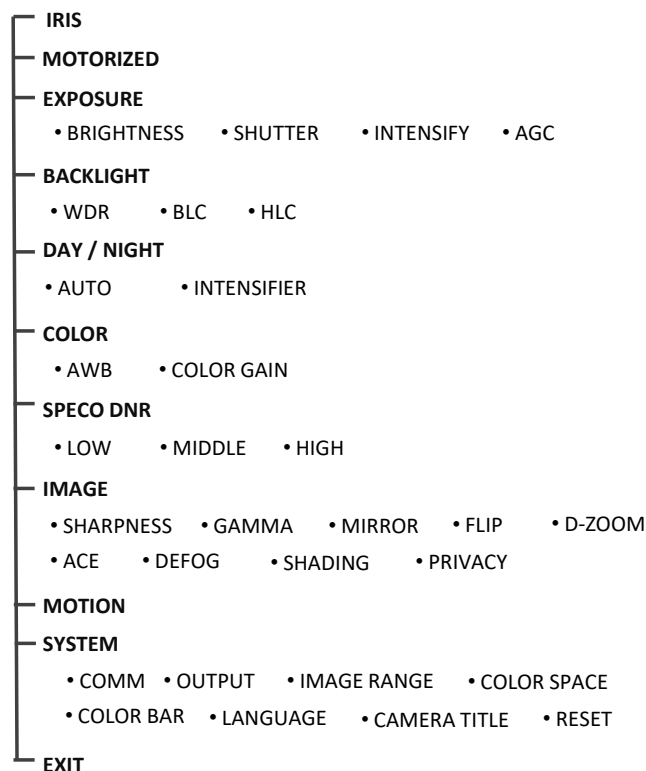 IRIS
MOTORIZED
EXPOSURE
• BRIGHTNESS • SHUTTER • INTENSIFY • AGC
BACKLIGHT
• WDR • BLC • HLC
DAY / NIGHT
• AUTO • INTENSIFIER
COLOR
• AWB • COLOR GAIN
SPECO DNR
• LOW • MIDDLE • HIGH
IMAGE
• SHARPNESS • GAMMA • MIRROR • FLIP • D-ZOOM
• ACE • DEFOG • SHADING • PRIVACY
MOTION
SYSTEM
• COMM • OUTPUT • IMAGE RANGE • COLOR SPACE
• COLOR BAR • LANGUAGE • CAMERA TITLE • RESET
EXIT